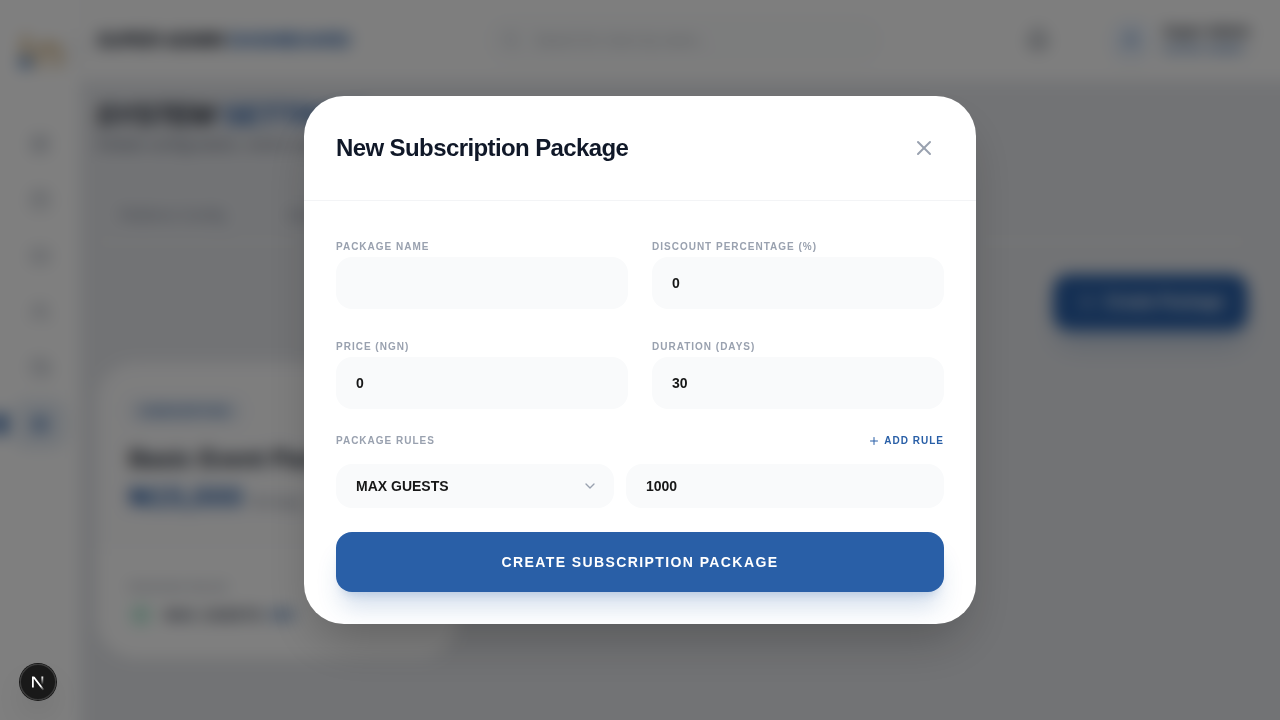 New Subscription Package
PACKAGE NAME
DISCOUNT PERCENTAGE (%)
0
PRICE (NGN)
DURATION (DAYS)
0
30
PACKAGE RULES
+ ADD RULE
MAX GUESTS
1000
CREATE SUBSCRIPTION PACKAGE
N